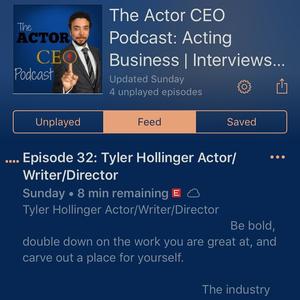 The
ACTOR
CEO
Podcast
The Actor CEO
Podcast: Acting
Business | Interviews...
Updated Sunday
4 unplayed episodes
Unplayed
Feed
Saved
Episode 32: Tyler Hollinger Actor/
Writer/Director
Sunday • 8 min remaining E
Tyler Hollinger Actor/Writer/Director
Be bold,
double down on the work you are great at, and
carve out a place for yourself.
The industry